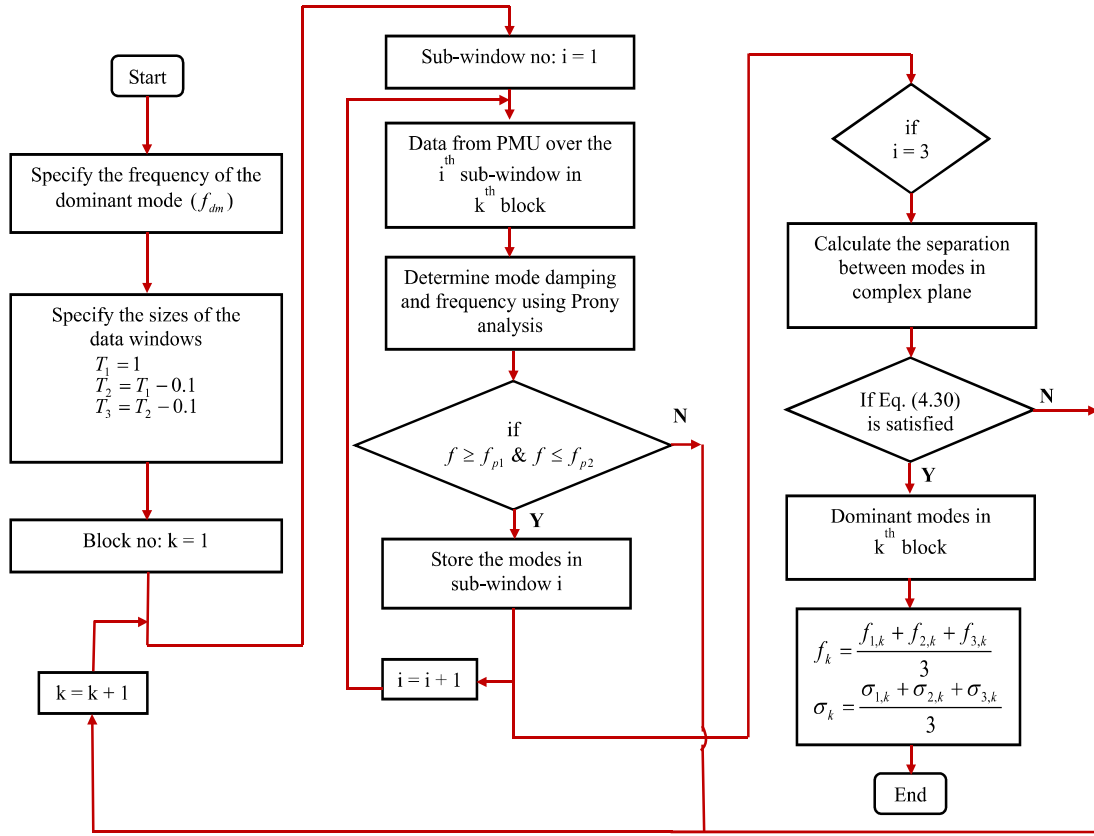 Start
Specify the frequency of the
dominant mode (f_dm)
Specify the sizes of the
data windows
T_1 = 1
T_2 = T_1 − 0.1
T_3 = T_2 − 0.1
Block no: k = 1
k = k + 1
Sub-window no: i = 1
Data from PMU over the
i^th sub-window in
k^th block
Determine mode damping
and frequency using Prony
analysis
if
f ≥ f_p1 & f ≤ f_p2
N
Y
Store the modes in
sub-window i
i = i + 1
if
i = 3
Calculate the separation
between modes in
complex plane
If Eq. (4.30)
is satisfied
N
Y
Dominant modes in
k^th block
f_k = (f_1,k + f_2,k + f_3,k) / 3
σ_k = (σ_1,k + σ_2,k + σ_3,k) / 3
End